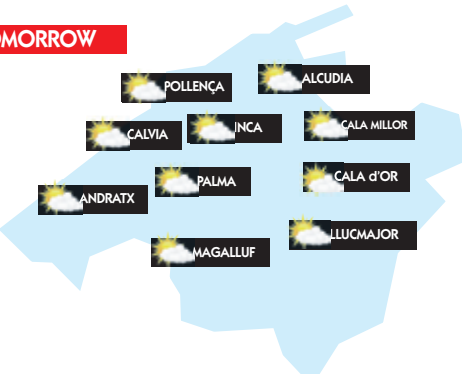 OMORROW
POLLENÇA
ALCUDIA
CALVIA
INCA
CALA MILLOR
PALMA
CALA d'OR
ANDRATX
LLUCMAJOR
MAGALLUF